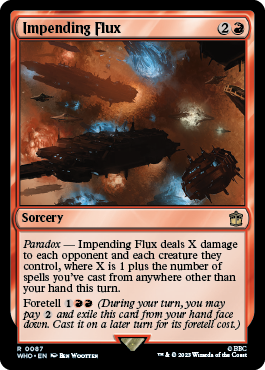 Impending Flux 2R
Sorcery
Paradox — Impending Flux deals X damage
to each opponent and each creature they
control, where X is 1 plus the number of
spells you've cast from anywhere other than
your hand this turn.
Foretell 1RR (During your turn, you may
pay 2 and exile this card from your hand face
down. Cast it on a later turn for its foretell cost.)
R 0087
WHO • EN Ben Wootten
© BBC
™ & © 2023 Wizards of the Coast